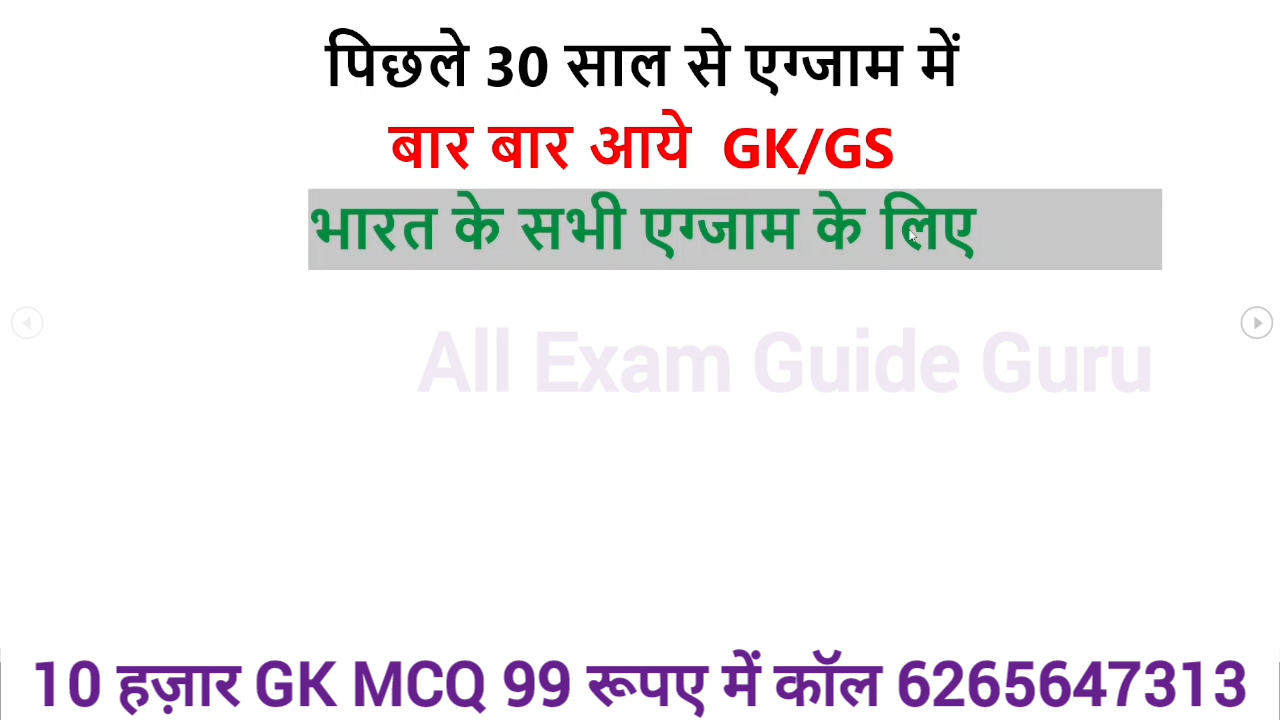 पिछले 30 साल से एग्जाम में
बार बार आये GK/GS
भारत के सभी एग्जाम के लिए
All Exam Guide Guru
10 हज़ार GK MCQ 99 रूपए में कॉल 6265647313